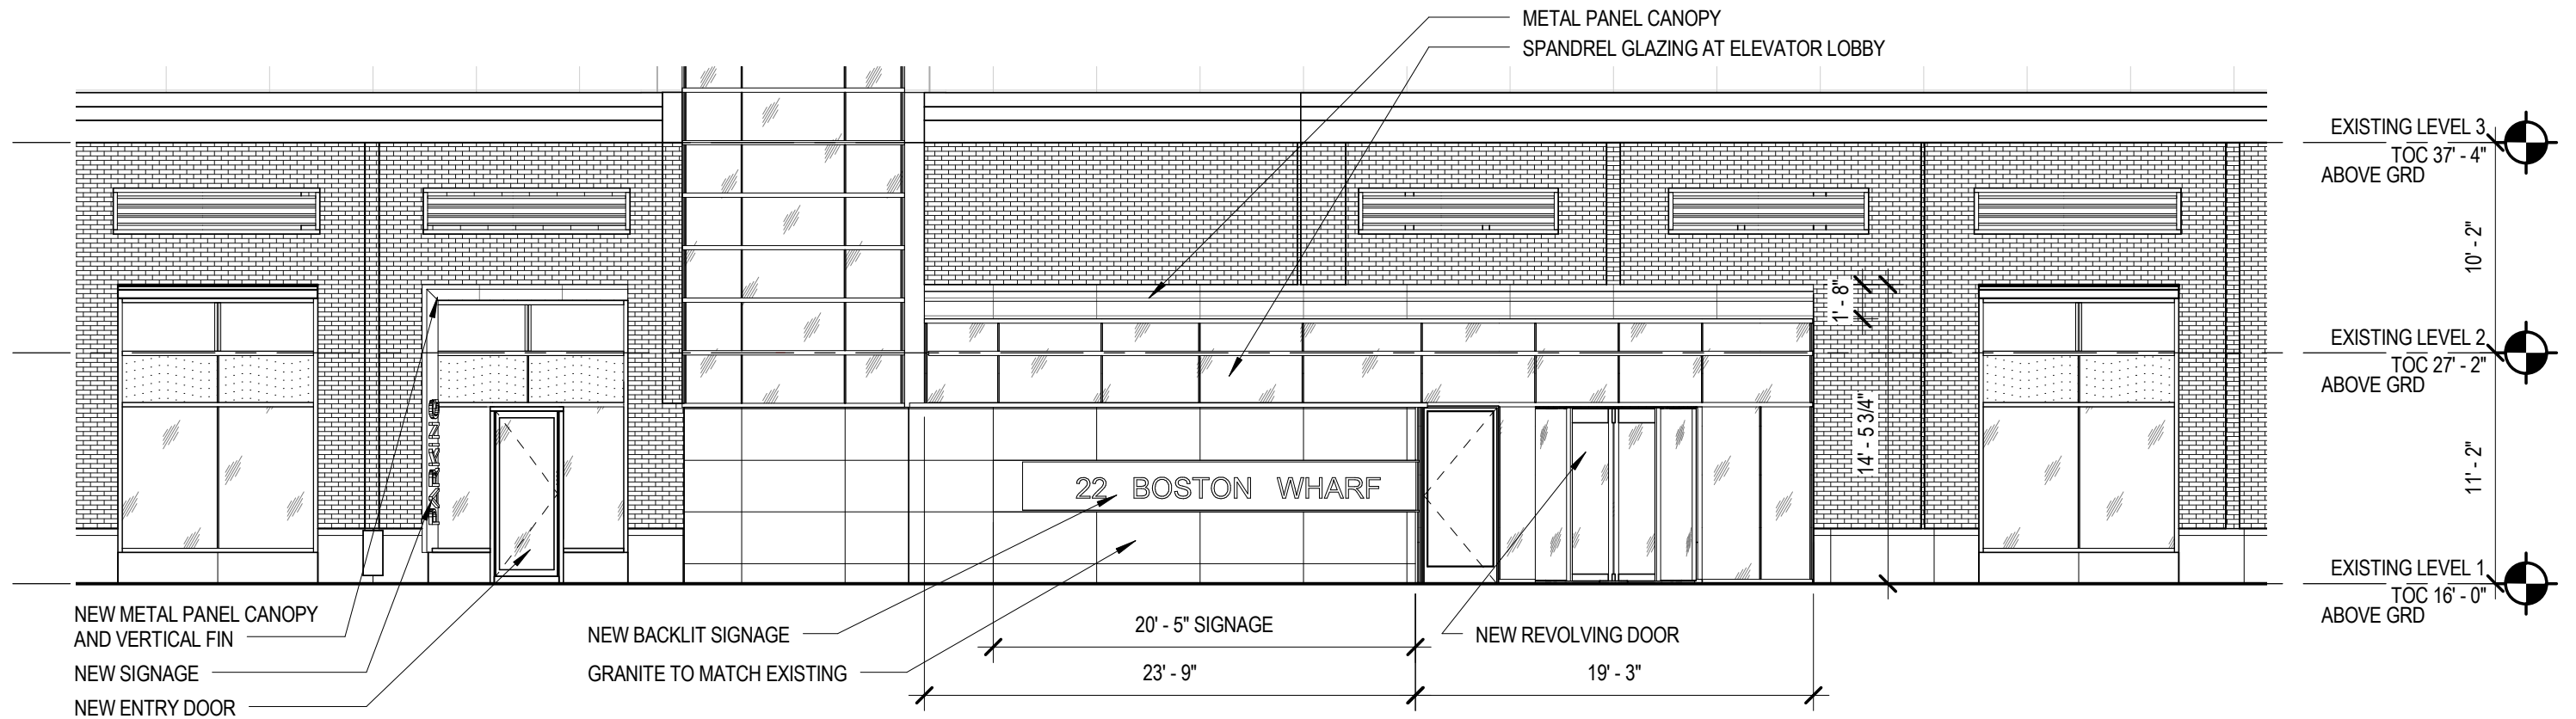 METAL PANEL CANOPY
SPANDREL GLAZING AT ELEVATOR LOBBY
EXISTING LEVEL 3
TOC 37' - 4"
ABOVE GRD
10' - 2"
1' - 8"
EXISTING LEVEL 2
TOC 27' - 2"
ABOVE GRD
14' - 5 3/4"
11' - 2"
PARKING
22 BOSTON WHARF
EXISTING LEVEL 1
TOC 16' - 0"
ABOVE GRD
NEW METAL PANEL CANOPY
AND VERTICAL FIN
NEW SIGNAGE
NEW ENTRY DOOR
NEW BACKLIT SIGNAGE
GRANITE TO MATCH EXISTING
20' - 5" SIGNAGE
23' - 9"
NEW REVOLVING DOOR
19' - 3"